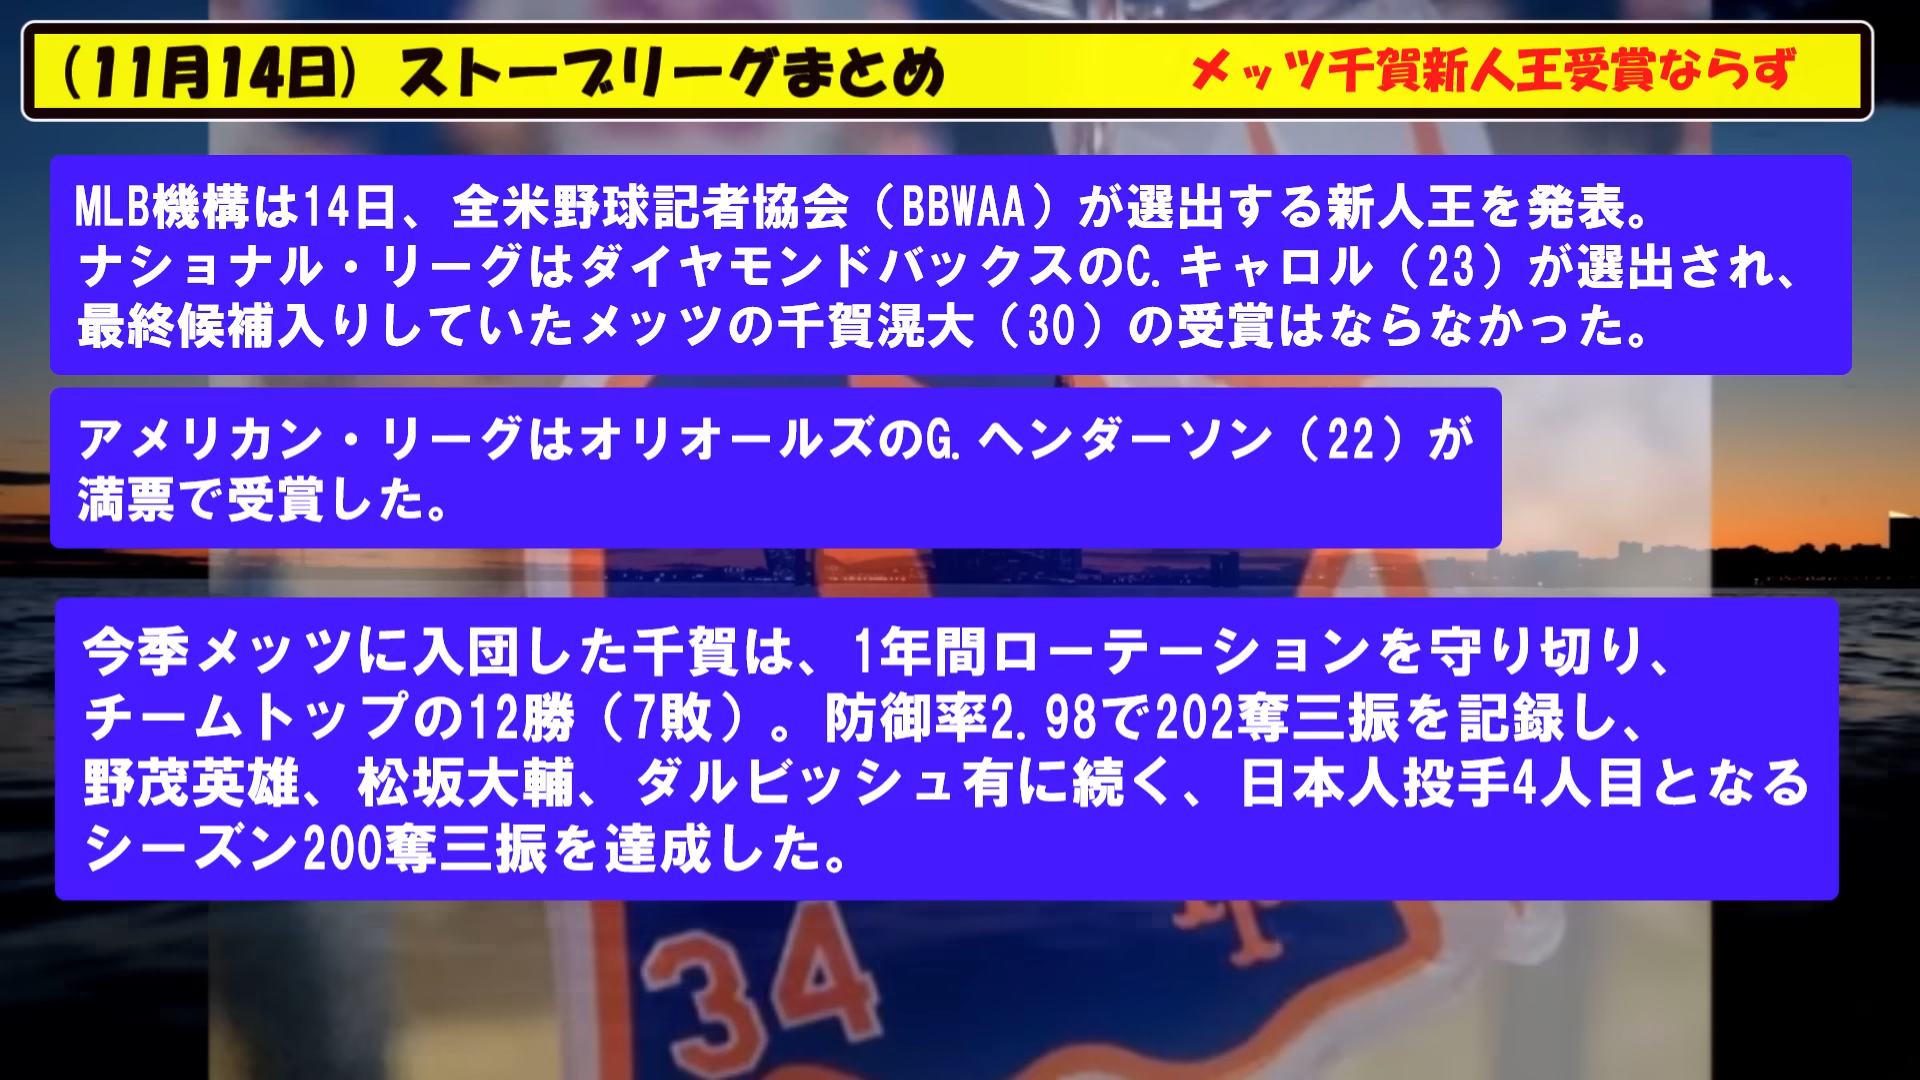 (11月14日) ストーブリーグまとめ
メッツ千賀新人王受賞ならず
MLB機構は14日、全米野球記者協会（BBWAA）が選出する新人王を発表。
ナショナル・リーグはダイヤモンドバックスのC.キャロル（23）が選出され、
最終候補入りしていたメッツの千賀滉大（30）の受賞はならなかった。
アメリカン・リーグはオリオールズのG.ヘンダーソン（22）が
満票で受賞した。
今季メッツに入団した千賀は、1年間ローテーションを守り切り、
チームトップの12勝（7敗）。防御率2.98で202奪三振を記録し、
野茂英雄、松坂大輔、ダルビッシュ有に続く、日本人投手4人目となる
シーズン200奪三振を達成した。
34